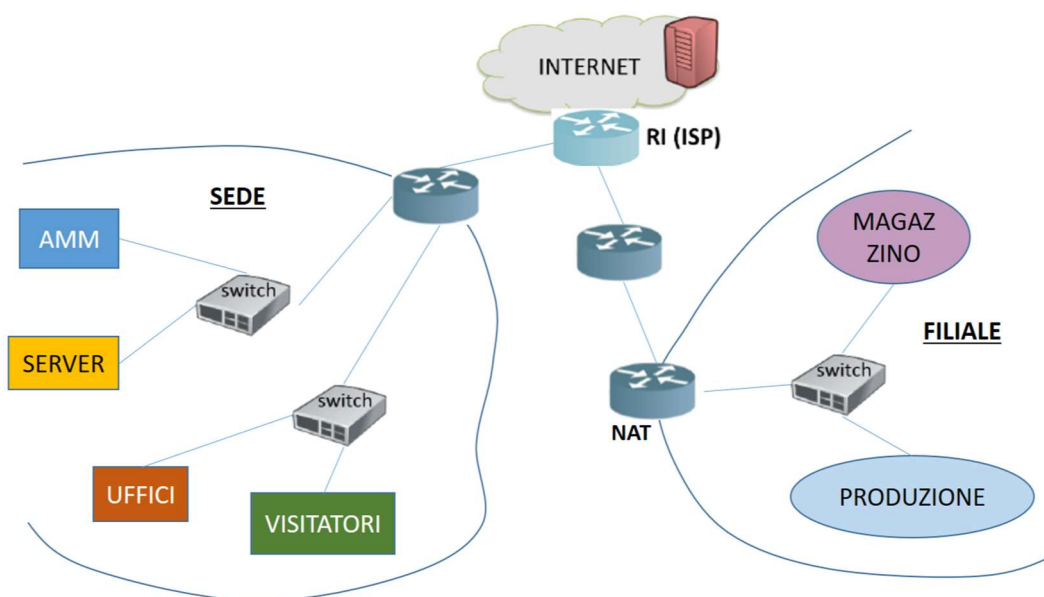 INTERNET
RI (ISP)
SEDE
AMM
MAGAZ
ZINO
switch
SERVER
FILIALE
switch
switch
NAT
UFFICI
VISITATORI
PRODUZIONE